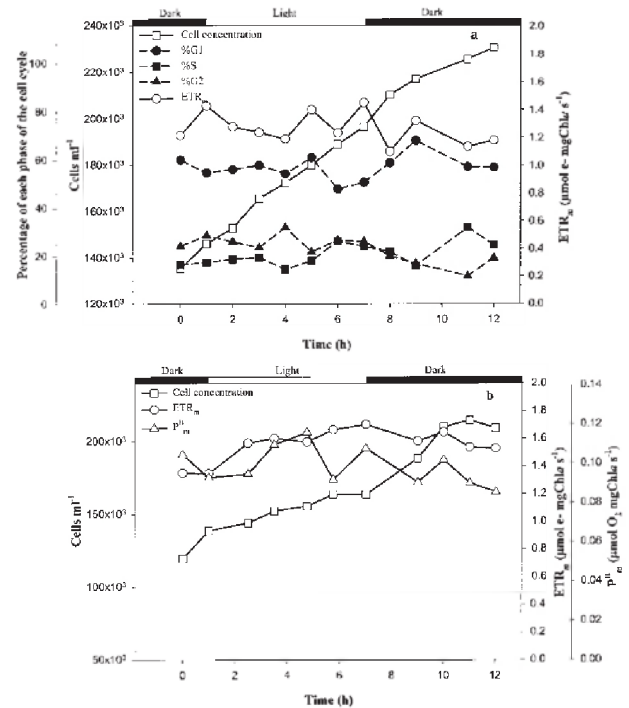 Dark Light Dark
a
Cell concentration
%G1
%S
%G2
ETR
Percentage of each phase of the cell cycle
100
80
60
40
20
0
Cells ml-1
240x10³
220x10³
200x10³
180x10³
160x10³
140x10³
120x10³
2.0
1.8
1.6
1.4
1.2
1.0
0.8
0.6
0.4
0.2
0.0
ETRm (µmol e- mgChla s-1)
0 2 4 6 8 10 12
Time (h)
Dark Light Dark
b
Cell concentration
ETRm
PBm
Cells ml-1
200x10³
150x10³
100x10³
50x10³
2.0
1.8
1.6
1.4
1.2
1.0
0.8
0.6
0.4
0.2
0.0
ETRm (µmol e- mgChla s-1)
0.14
0.12
0.10
0.08
0.06
0.04
0.02
0.00
PBm (µmol O2 mgChla s-1)
0 2 4 6 8 10 12
Time (h)